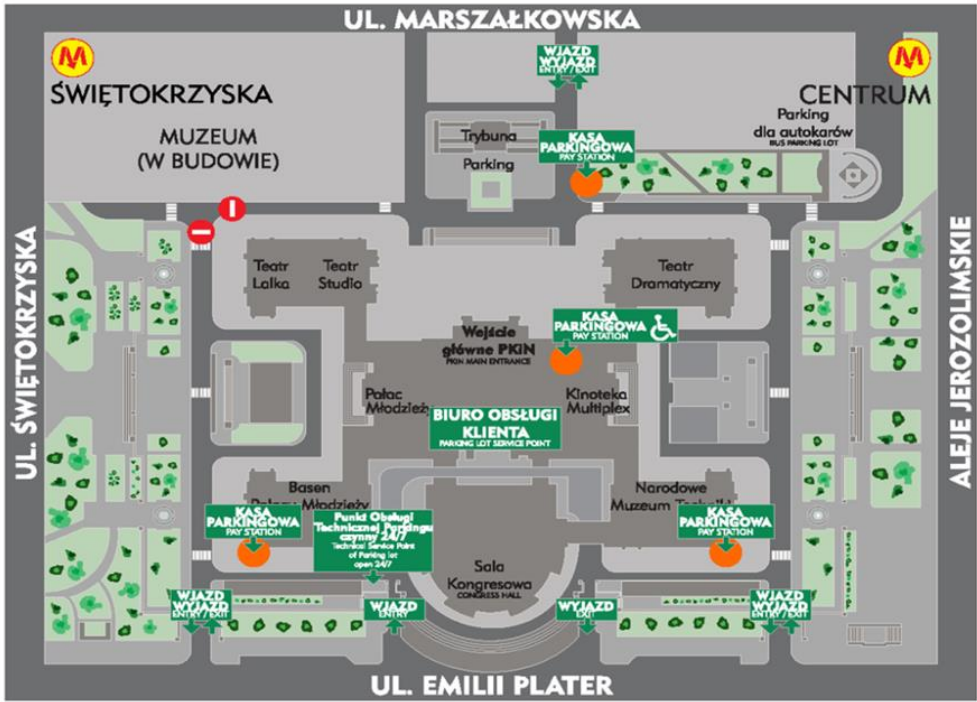 UL. MARSZAŁKOWSKA
M
M
ŚWIĘTOKRZYSKA
CENTRUM
WJAZD
WYJAZD
ENTRY / EXIT
MUZEUM
(W BUDOWIE)
Trybuna
Parking
KASA
PARKINGOWA
PAY STATION
Parking
dla autokarów
BUS PARKING LOT
UL. ŚWIĘTOKRZYSKA
ALEJE JEROZOLIMSKIE
Teatr
Lalka
Teatr
Studio
Teatr
Dramatyczny
Wejście
główne PKiN
PKIN MAIN ENTRANCE
KASA
PARKINGOWA
PAY STATION
Pałac
Młodzieży
Kinoteka
Multiplex
BIURO OBSŁUGI
KLIENTA
PARKING LOT SERVICE POINT
Basen
Młodzieży
Narodowe
Muzeum
KASA
PARKINGOWA
PAY STATION
Punkt Obsługi
Technicznej Parkingu
czynny 24/7
Technical Service Point
of Parking lot
open 24/7
KASA
PARKINGOWA
PAY STATION
Sala
Kongresowa
CONGRESS HALL
WJAZD
WYJAZD
ENTRY / EXIT
WJAZD
ENTRY
WYJAZD
EXIT
WJAZD
WYJAZD
ENTRY / EXIT
UL. EMILII PLATER